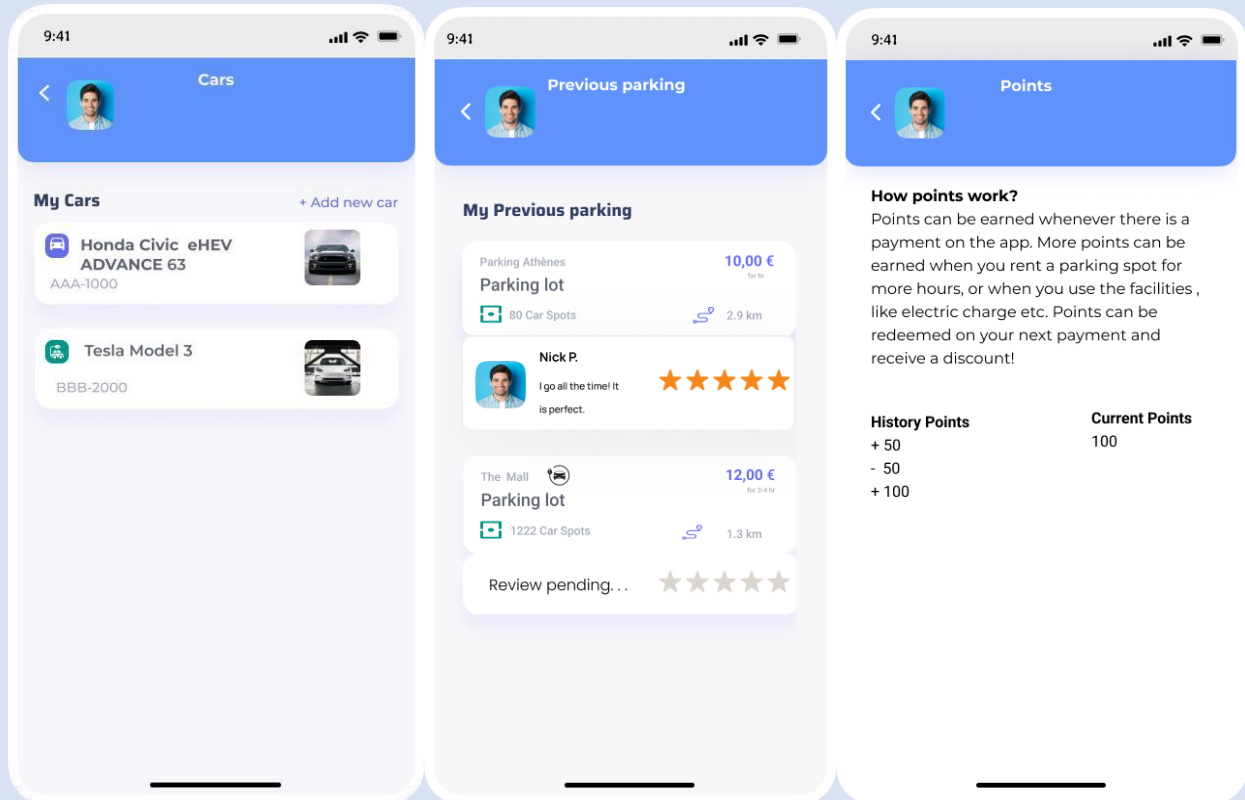 9:41
Cars
My Cars
+ Add new car
Honda Civic eHEV
ADVANCE 63
AAA-1000
Tesla Model 3
BBB-2000
9:41
Previous parking
My Previous parking
Parking Athènes
10,00 €
for hr
Parking lot
80 Car Spots
2.9 km
Nick P.
I go all the time! It
is perfect.
The Mall
12,00 €
for 2-4 hr
Parking lot
1222 Car Spots
1.3 km
Review pending. . .
9:41
Points
How points work?
Points can be earned whenever there is a
payment on the app. More points can be
earned when you rent a parking spot for
more hours, or when you use the facilities ,
like electric charge etc. Points can be
redeemed on your next payment and
receive a discount!
History Points
+ 50
- 50
+ 100
Current Points
100